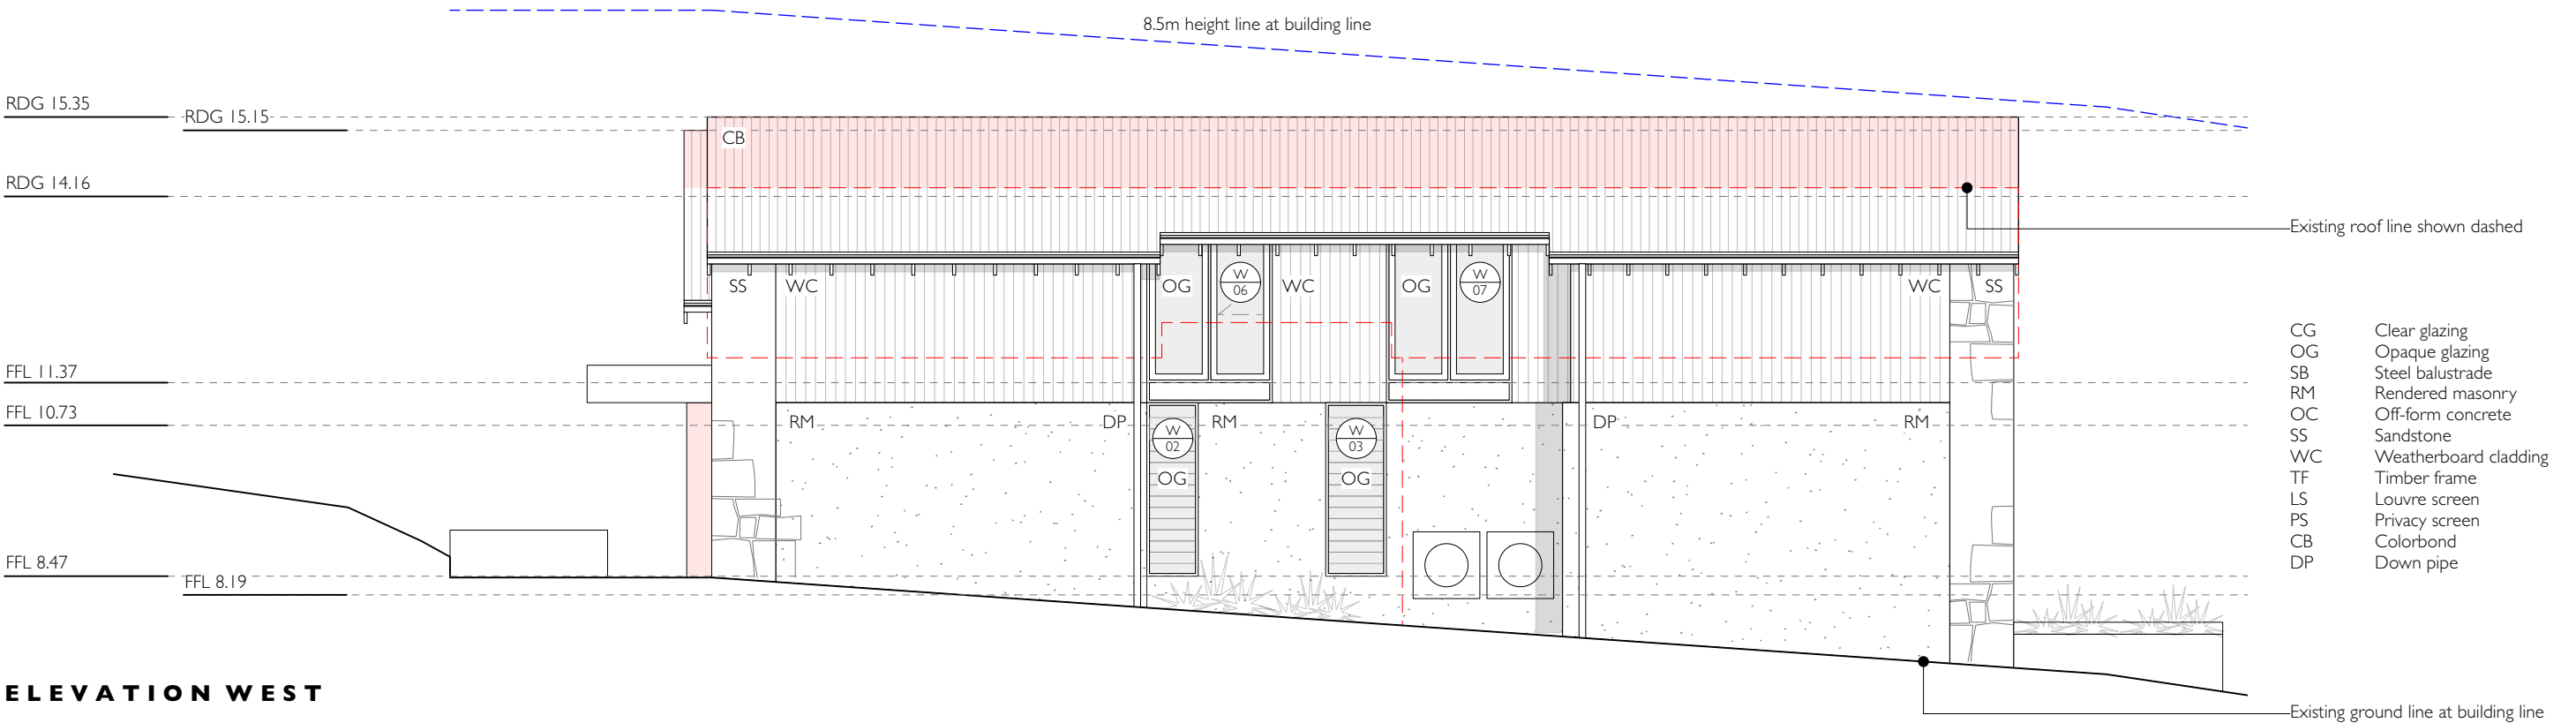 8.5m height line at building line
RDG 15.35
RDG 15.15
CB
RDG 14.16
Existing roof line shown dashed
SS WC OG W 06 WC OG W 07 WC SS
FFL 11.37
FFL 10.73
RM DP W 02 RM W 03 DP RM
OG OG
FFL 8.47
FFL 8.19
CG Clear glazing
OG Opaque glazing
SB Steel balustrade
RM Rendered masonry
OC Off-form concrete
SS Sandstone
WC Weatherboard cladding
TF Timber frame
LS Louvre screen
PS Privacy screen
CB Colorbond
DP Down pipe
ELEVATION WEST
Existing ground line at building line